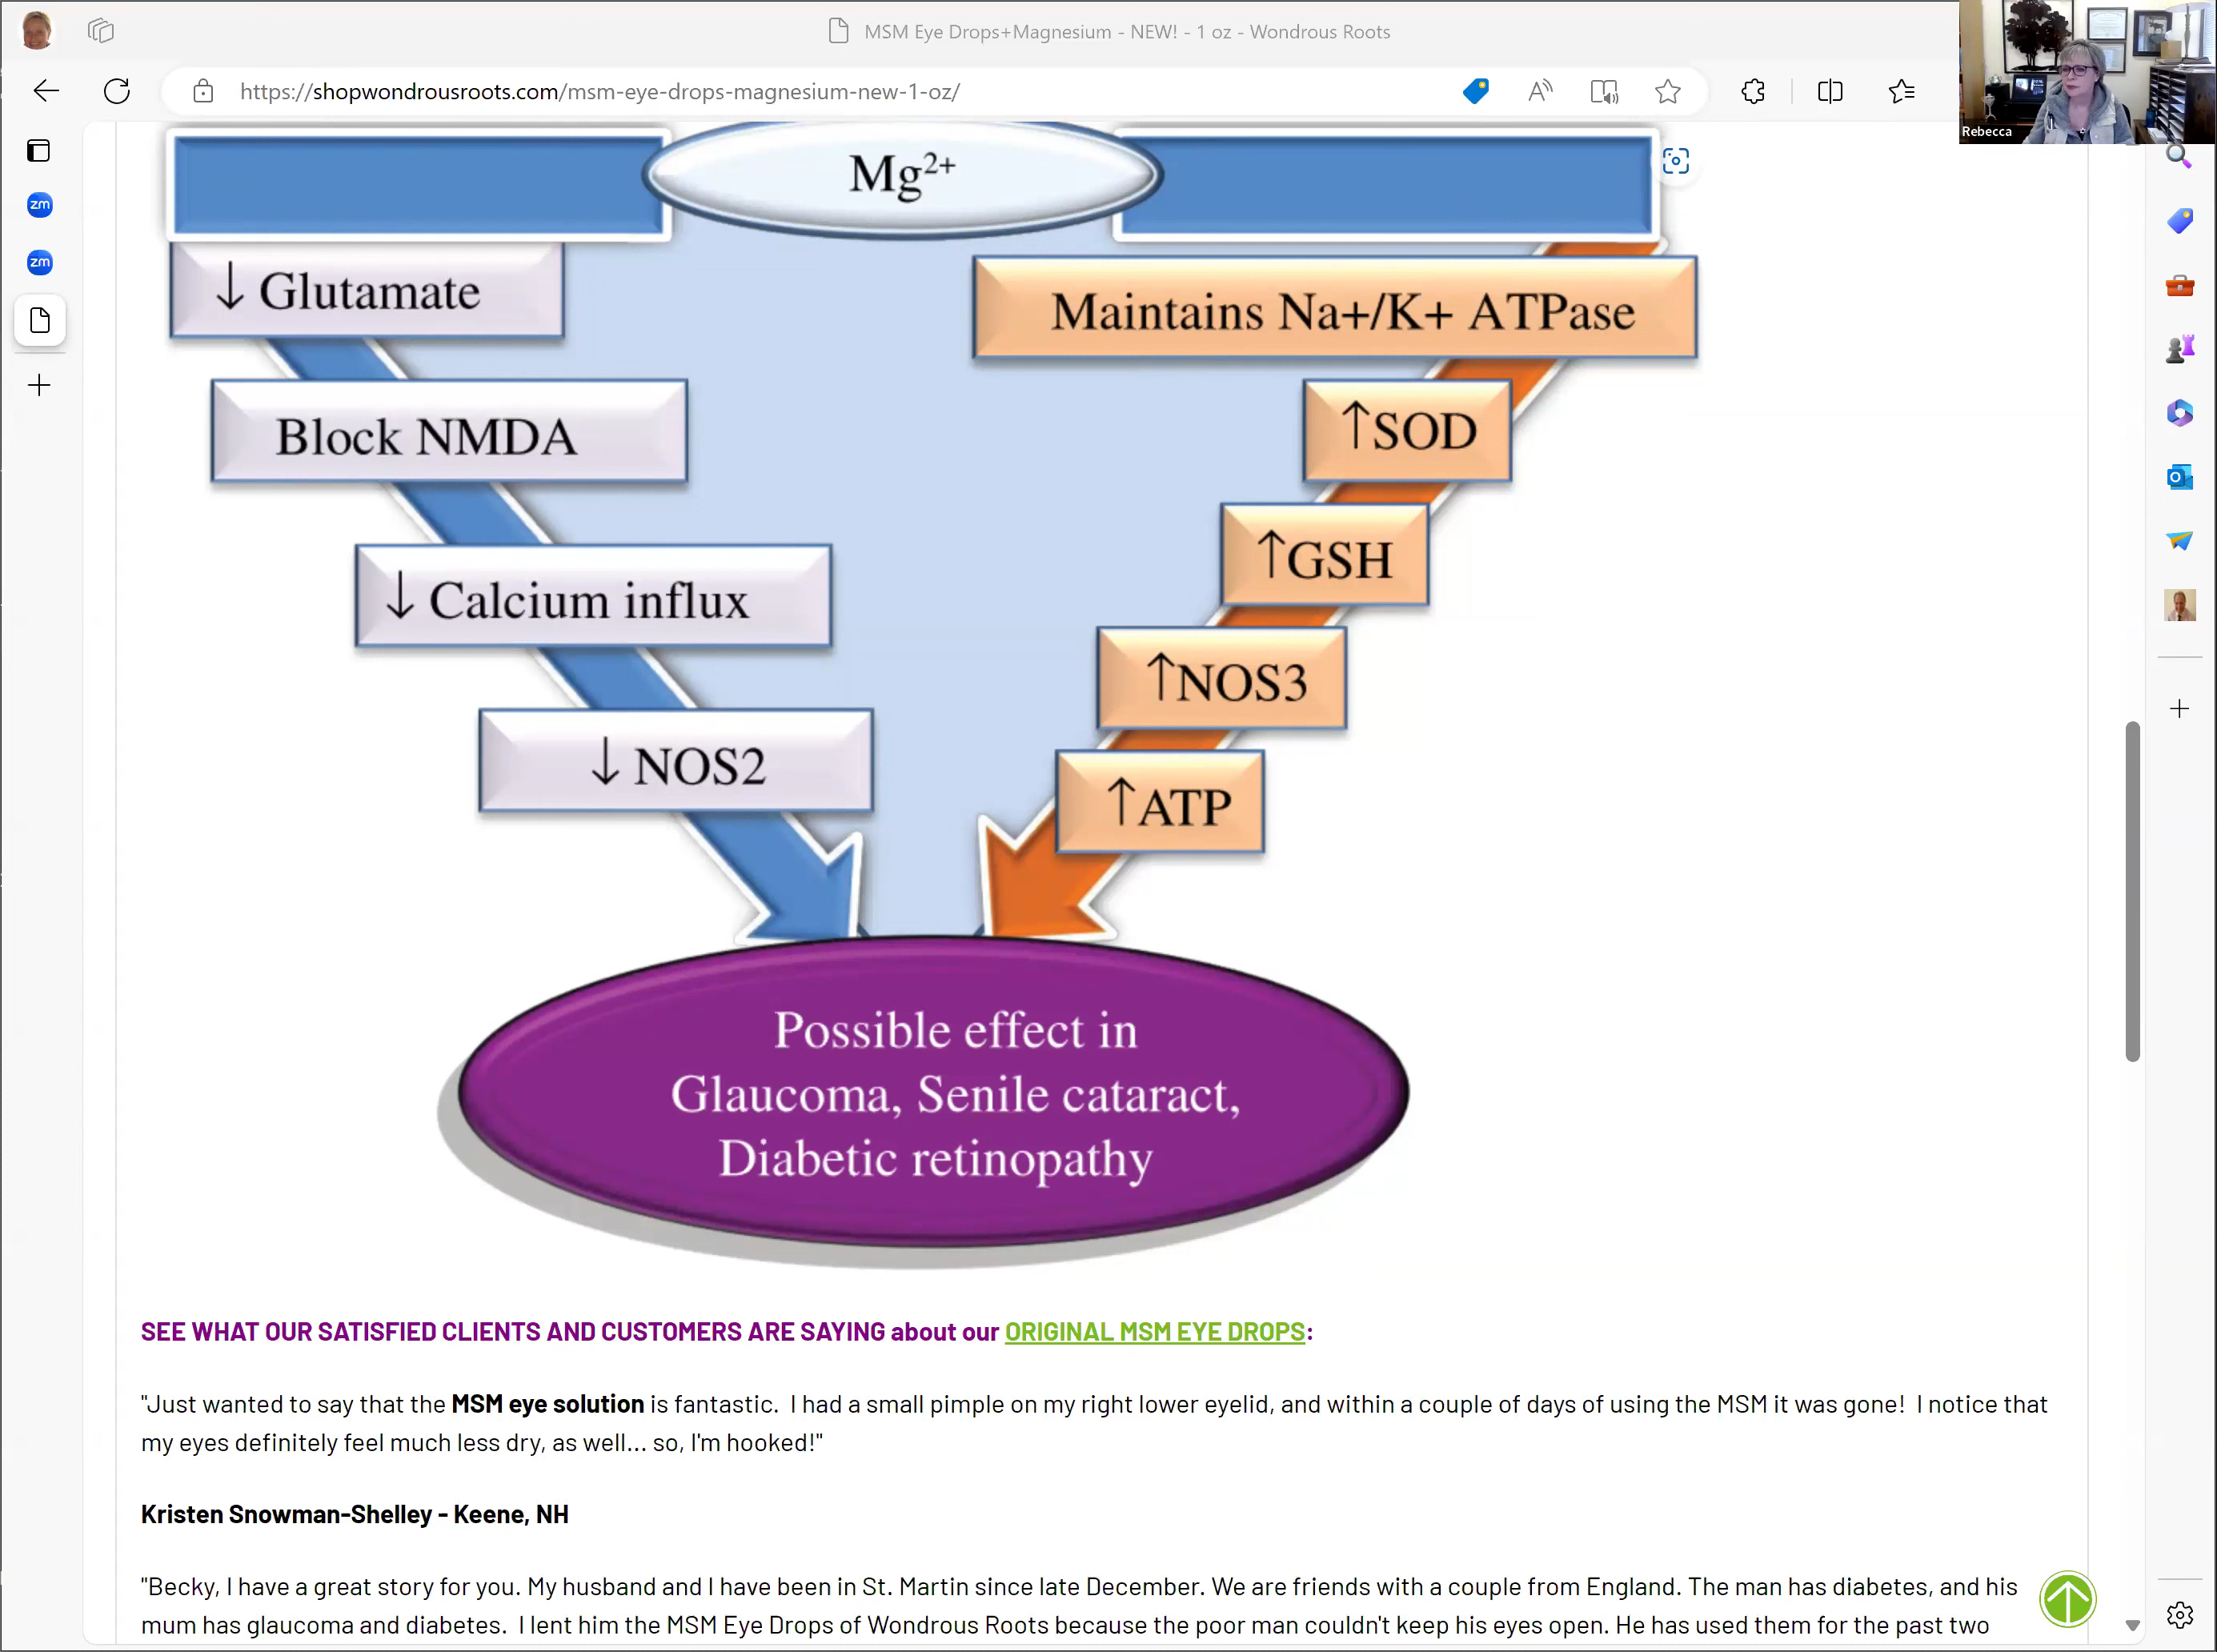 MSM Eye Drops+Magnesium - NEW! - 1 oz - Wondrous Roots
https://shopwondrousroots.com/msm-eye-drops-magnesium-new-1-oz/
Rebecca
zm
zm
Mg2+
↓ Glutamate
Maintains Na+/K+ ATPase
Block NMDA
↑SOD
↑GSH
↓ Calcium influx
↑NOS3
↓ NOS2
↑ATP
Possible effect in
Glaucoma, Senile cataract,
Diabetic retinopathy
SEE WHAT OUR SATISFIED CLIENTS AND CUSTOMERS ARE SAYING about our ORIGINAL MSM EYE DROPS:
"Just wanted to say that the MSM eye solution is fantastic.  I had a small pimple on my right lower eyelid, and within a couple of days of using the MSM it was gone!  I notice that
my eyes definitely feel much less dry, as well... so, I'm hooked!"
Kristen Snowman-Shelley - Keene, NH
"Becky, I have a great story for you. My husband and I have been in St. Martin since late December. We are friends with a couple from England. The man has diabetes, and his
mum has glaucoma and diabetes.  I lent him the MSM Eye Drops of Wondrous Roots because the poor man couldn't keep his eyes open. He has used them for the past two